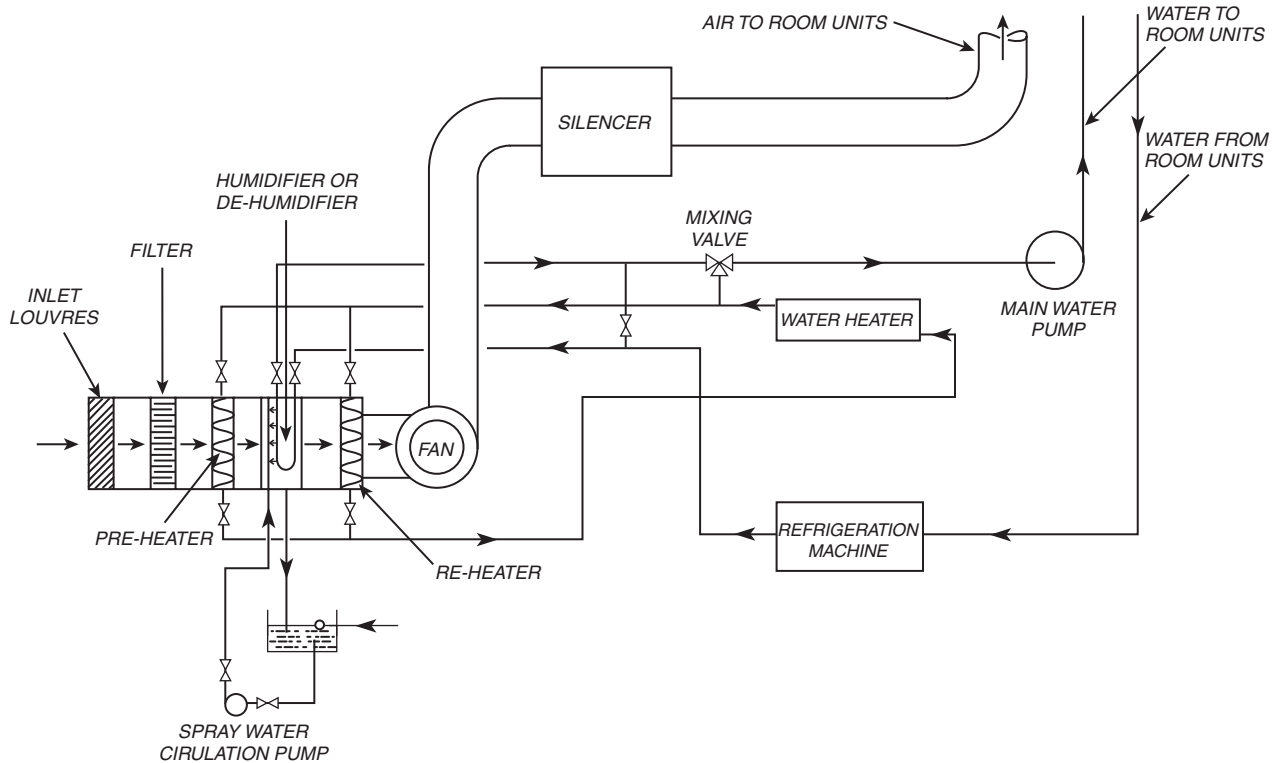 AIR TO ROOM UNITS
WATER TO
ROOM UNITS
SILENCER
WATER FROM
ROOM UNITS
HUMIDIFIER OR
DE-HUMIDIFIER
MIXING
VALVE
FILTER
INLET
LOUVRES
WATER HEATER
MAIN WATER
PUMP
FAN
PRE-HEATER
REFRIGERATION
MACHINE
RE-HEATER
SPRAY WATER
CIRULATION PUMP